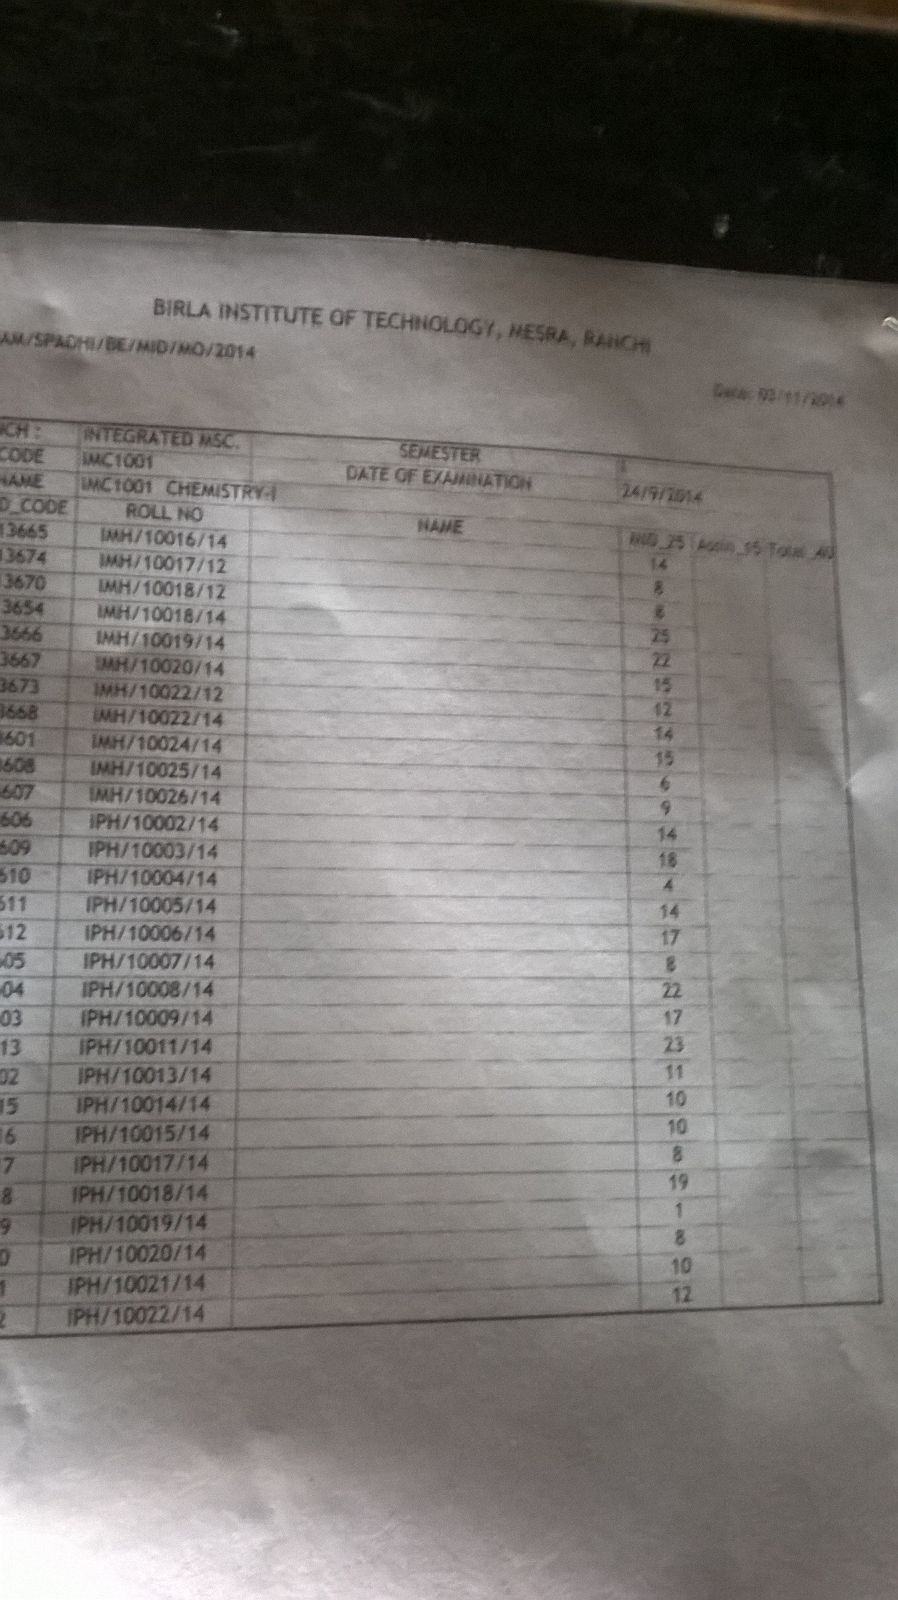 BIRLA INSTITUTE OF TECHNOLOGY, MESRA, RANCHI
AM/SPADHI/BE/MID/MO/2014
Date: 03/11/2014
NCH : INTEGRATED MSC. SEMESTER I
CODE IMC1001 DATE OF EXAMINATION 24/9/2014
NAME IMC1001 CHEMISTRY-I
D_CODE ROLL NO NAME MID_25 Assin_15 Total_40
13665 IMH/10016/14 14
13674 IMH/10017/12 8
3670 IMH/10018/12 8
3654 IMH/10018/14 25
3666 IMH/10019/14 22
3667 IMH/10020/14 15
3673 IMH/10022/12 12
3668 IMH/10022/14 14
601 IMH/10024/14 15
608 IMH/10025/14 6
607 IMH/10026/14 9
606 IPH/10002/14 14
609 IPH/10003/14 18
610 IPH/10004/14 4
611 IPH/10005/14 14
612 IPH/10006/14 17
05 IPH/10007/14 8
04 IPH/10008/14 22
03 IPH/10009/14 17
13 IPH/10011/14 23
02 IPH/10013/14 11
15 IPH/10014/14 10
6 IPH/10015/14 10
7 IPH/10017/14 8
8 IPH/10018/14 19
9 IPH/10019/14 1
0 IPH/10020/14 8
1 IPH/10021/14 10
2 IPH/10022/14 12